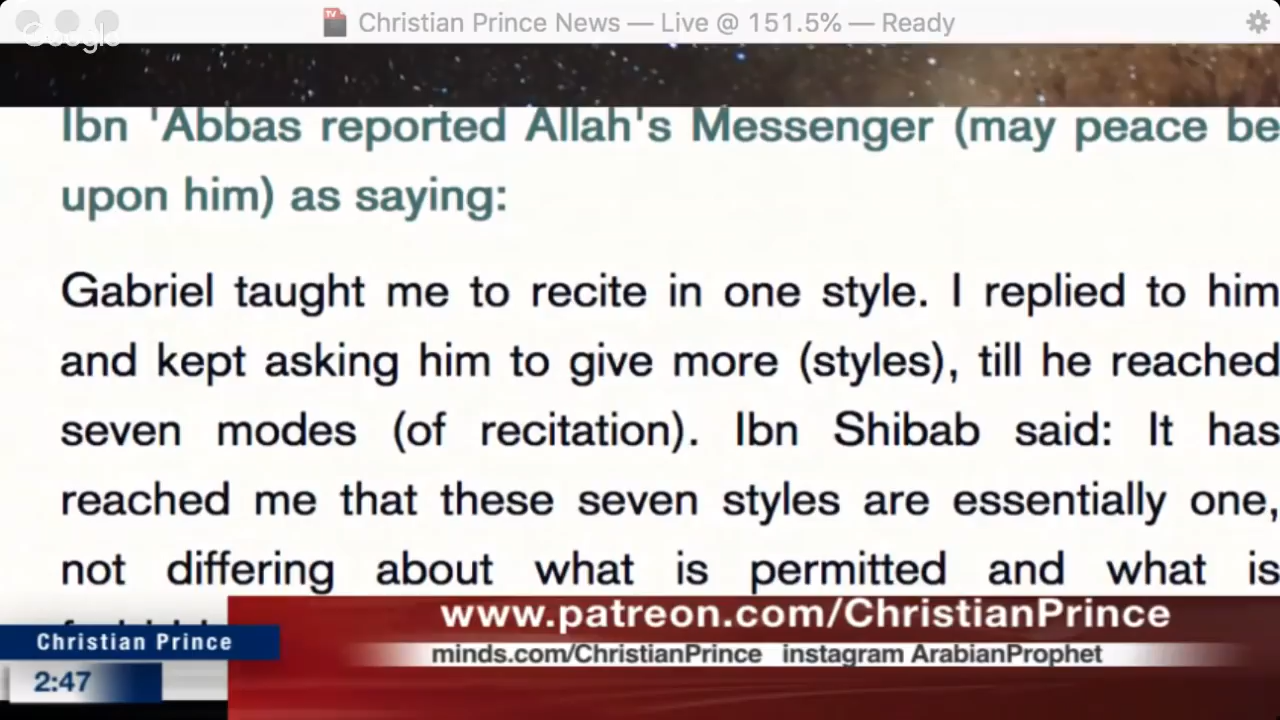 Christian Prince News — Live @ 151.5% — Ready
Google
Ibn 'Abbas reported Allah's Messenger (may peace be
upon him) as saying:
Gabriel taught me to recite in one style. I replied to him
and kept asking him to give more (styles), till he reached
seven modes (of recitation). Ibn Shibab said: It has
reached me that these seven styles are essentially one,
not differing about what is permitted and what is
www.patreon.com/ChristianPrince
Christian Prince
minds.com/ChristianPrince instagram ArabianProphet
2:47